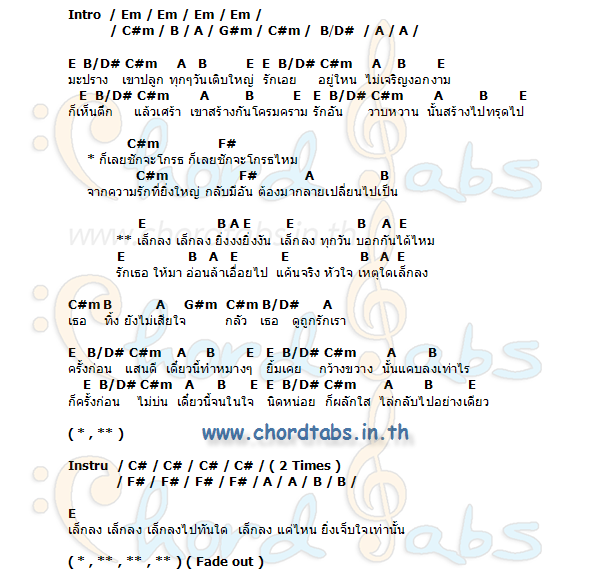 Intro / Em / Em / Em / Em /
/ C#m / B / A / G#m / C#m / B/D# / A / A /
E B/D# C#m A B E E B/D# C#m A B E
มะปราง เขาปลูก ทุกๆวันเติบใหญ่ รักเอย อยู่ไหน ไม่เจริญงอกงาม
E B/D# C#m A B E E B/D# C#m A B E
ก็เห็นตึก แล้วเศร้า เขาสร้างกันโครมคราม รักอัน วาบหวาน นั้นสร้างไปทรุดไป
C#m F#
* ก็เลยชักจะโกรธ ก็เลยชักจะโกรธไหม
C#m F# A B
จากความรักที่ยิ่งใหญ่ กลับมีอัน ต้องมากลายเปลี่ยนไปเป็น
E B A E E B A E
** เล็กลง เล็กลง ยิ่งงงยิ่งงัน เล็กลง ทุกวัน บอกกันได้ไหม
E B A E E B A E
รักเธอ ให้มา อ่อนล้าเอื่อยไป แค้นจริง หัวใจ เหตุใดเล็กลง
C#m B A G#m C#m B/D# A
เธอ ทิ้ง ยังไม่เสียใจ กลัว เธอ ดูถูกรักเรา
E B/D# C#m A B E E B/D# C#m A B
ครั้งก่อน แสนดี เดี๋ยวนี้ทำหมางๆ ยิ้มเคย กว้างขวาง นั้นแคบลงเท่าไร
E B/D# C#m A B E E B/D# C#m A B E
ก็ครั้งก่อน ไม่บ่น เดี๋ยวนี้จนในใจ นิดหน่อย ก็ผลักใส ไล่กลับไปอย่างเดียว
( * , ** )
www.chordtabs.in.th
Instru / C# / C# / C# / C# / ( 2 Times )
/ F# / F# / F# / F# / A / A / B / B /
E
เล็กลง เล็กลง เล็กลงไปทันใด เล็กลง แค่ไหน ยิ่งเจ็บใจเท่านั้น
( * , ** , ** , ** ) ( Fade out )